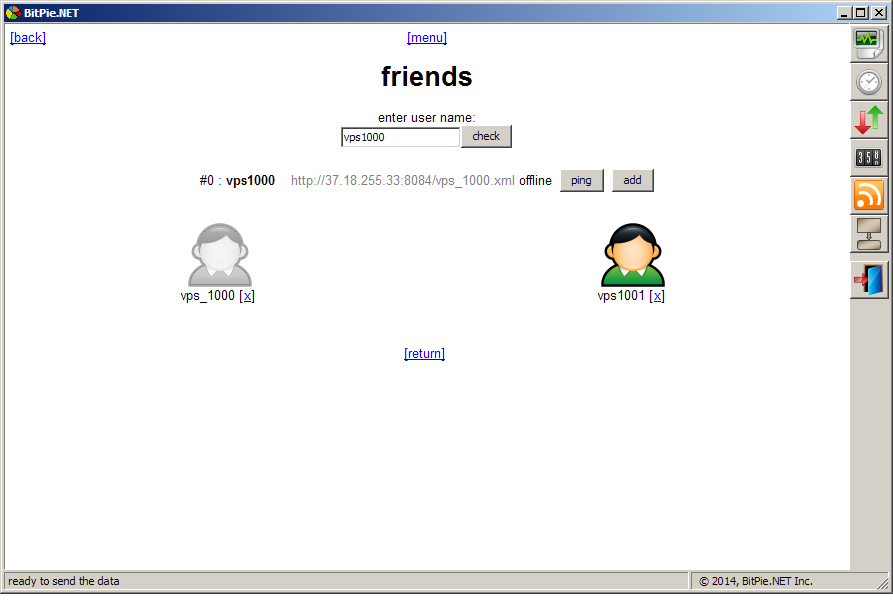 BitPie.NET
[back] [menu]
friends
enter user name:
vps1000 check
#0 : vps1000 http://37.18.255.33:8084/vps_1000.xml offline ping add
vps_1000 [x] vps1001 [x]
[return]
ready to send the data © 2014, BitPie.NET Inc.